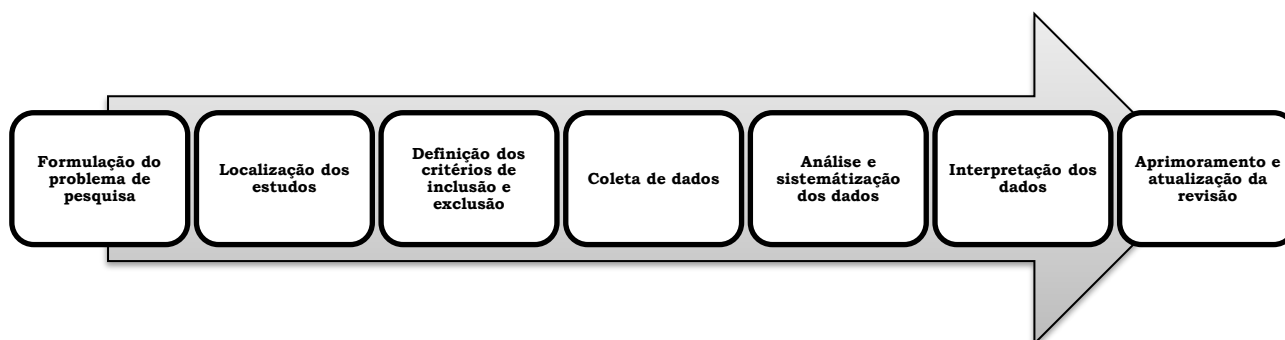 Formulação do
problema de
pesquisa
Localização dos
estudos
Definição dos
critérios de
inclusão e
exclusão
Coleta de dados
Análise e
sistemátização
dos dados
Interpretação dos
dados
Aprimoramento e
atualização da
revisão